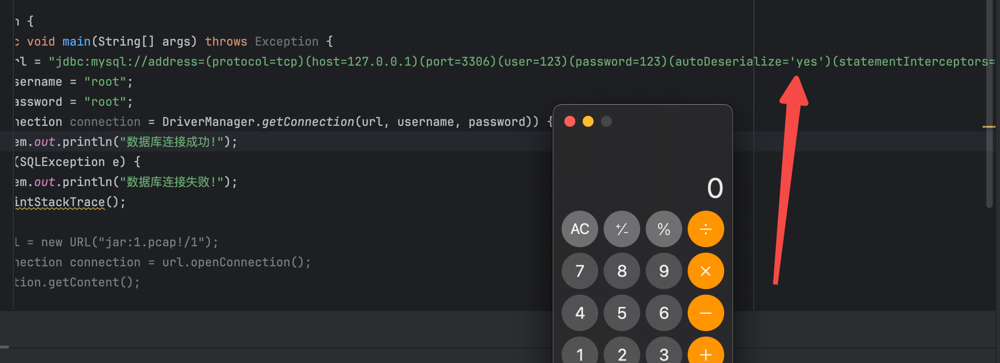 n {
c void main(String[] args) throws Exception {
rl = "jdbc:mysql://address=(protocol=tcp)(host=127.0.0.1)(port=3306)(user=123)(password=123)(autoDeserialize='yes')(statementInterceptors=
sername = "root";
assword = "root";
nection connection = DriverManager.getConnection(url, username, password)) {
em.out.println("数据库连接成功!");
(SQLException e) {
em.out.println("数据库连接失败!");
intStackTrace();
l = new URL("jar:1.pcap!/1");
nection connection = url.openConnection();
tion.getContent();
0
AC +/- % ÷
7 8 9 ×
4 5 6 −
1 2 3 +